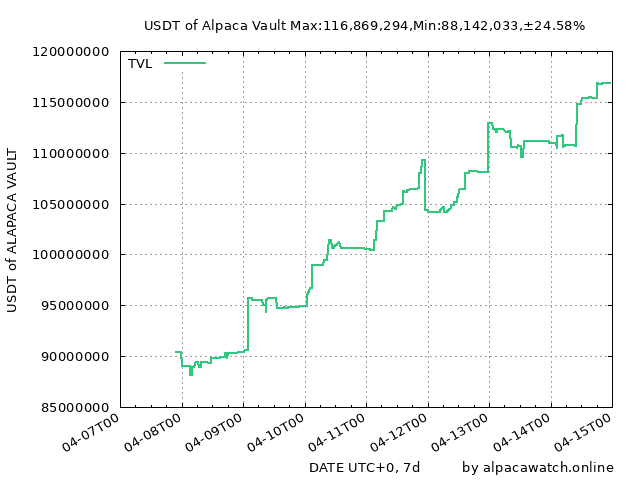 USDT of Alpaca Vault Max:116,869,294,Min:88,142,033,±24.58%
120000000
TVL
115000000
110000000
105000000
100000000
95000000
90000000
85000000
USDT of ALAPACA VAULT
04-07T00
04-08T00
04-09T00
04-10T00
04-11T00
04-12T00
04-13T00
04-14T00
04-15T00
DATE UTC+0, 7d
by alpacawatch.online